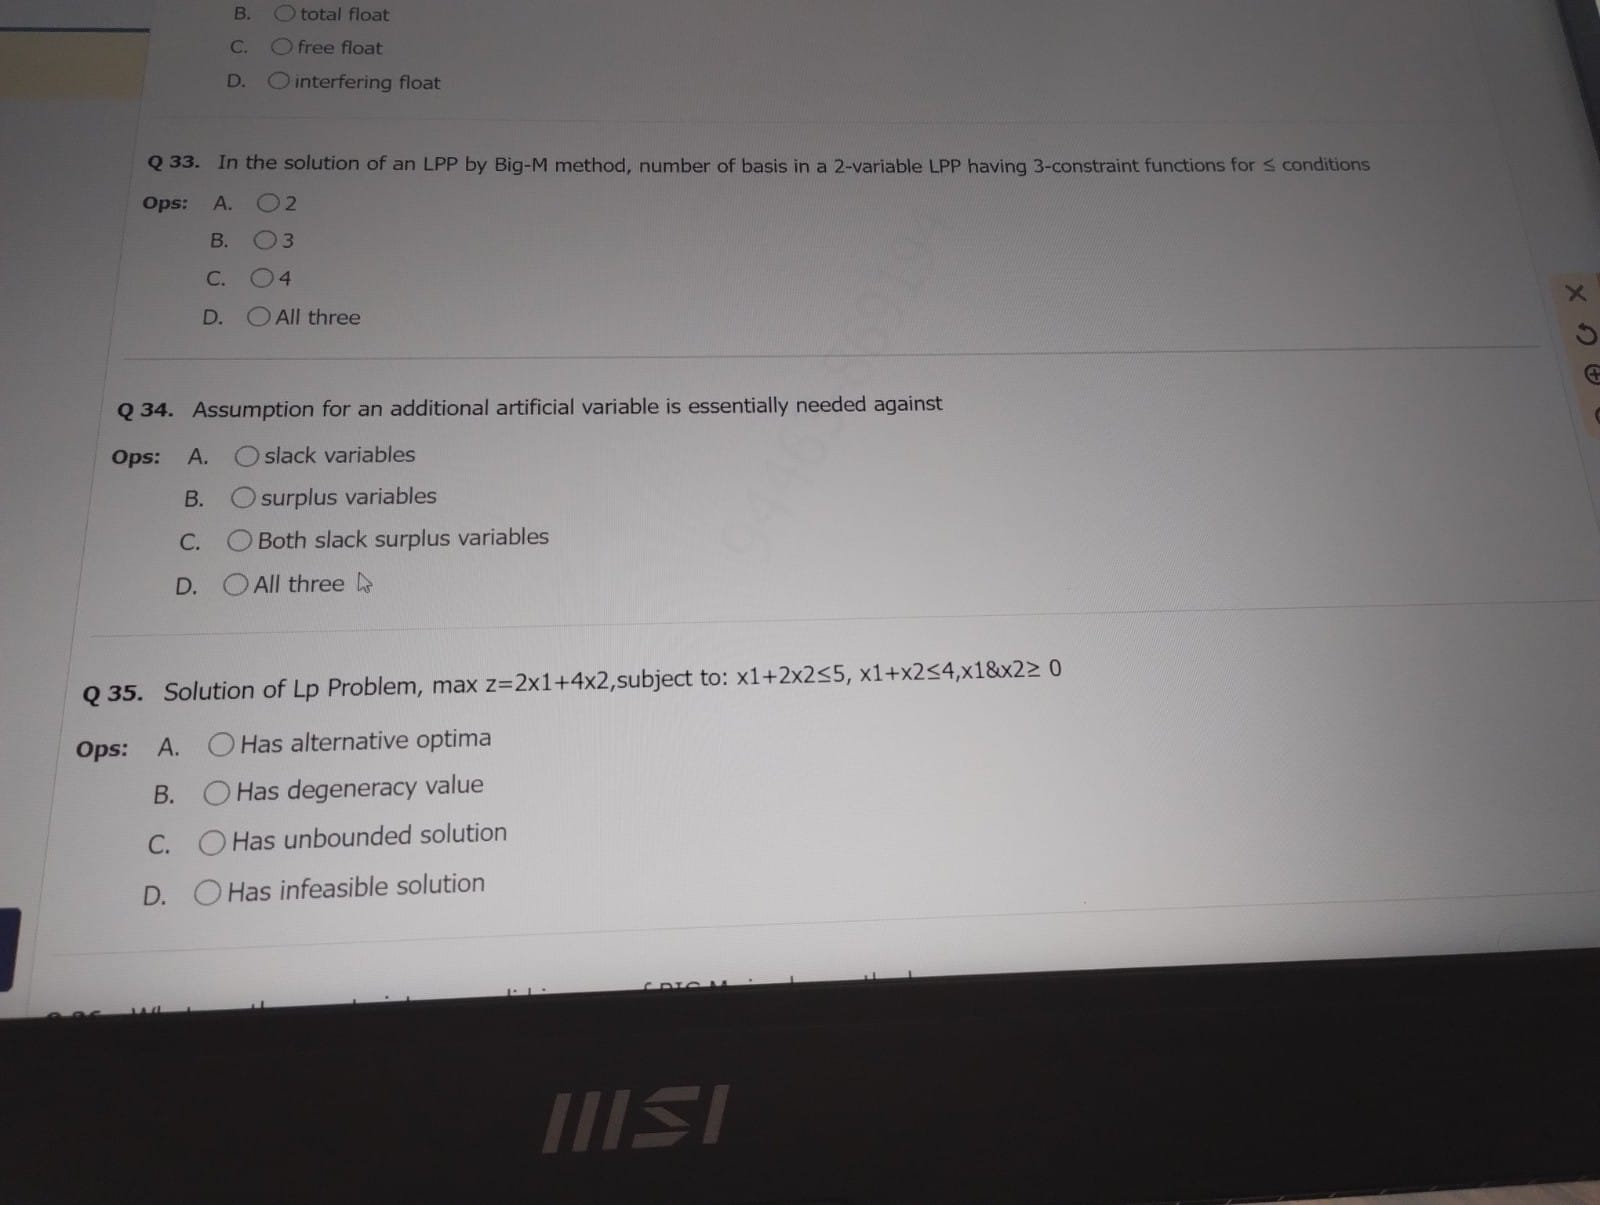 B. total float
C. free float
D. interfering float
Q 33. In the solution of an LPP by Big-M method, number of basis in a 2-variable LPP having 3-constraint functions for ≤ conditions
Ops: A. 2
B. 3
C. 4
D. All three
Q 34. Assumption for an additional artificial variable is essentially needed against
Ops: A. slack variables
B. surplus variables
C. Both slack surplus variables
D. All three
Q 35. Solution of Lp Problem, max z=2x1+4x2,subject to: x1+2x2≤5, x1+x2≤4,x1&x2≥ 0
Ops: A. Has alternative optima
B. Has degeneracy value
C. Has unbounded solution
D. Has infeasible solution
msi